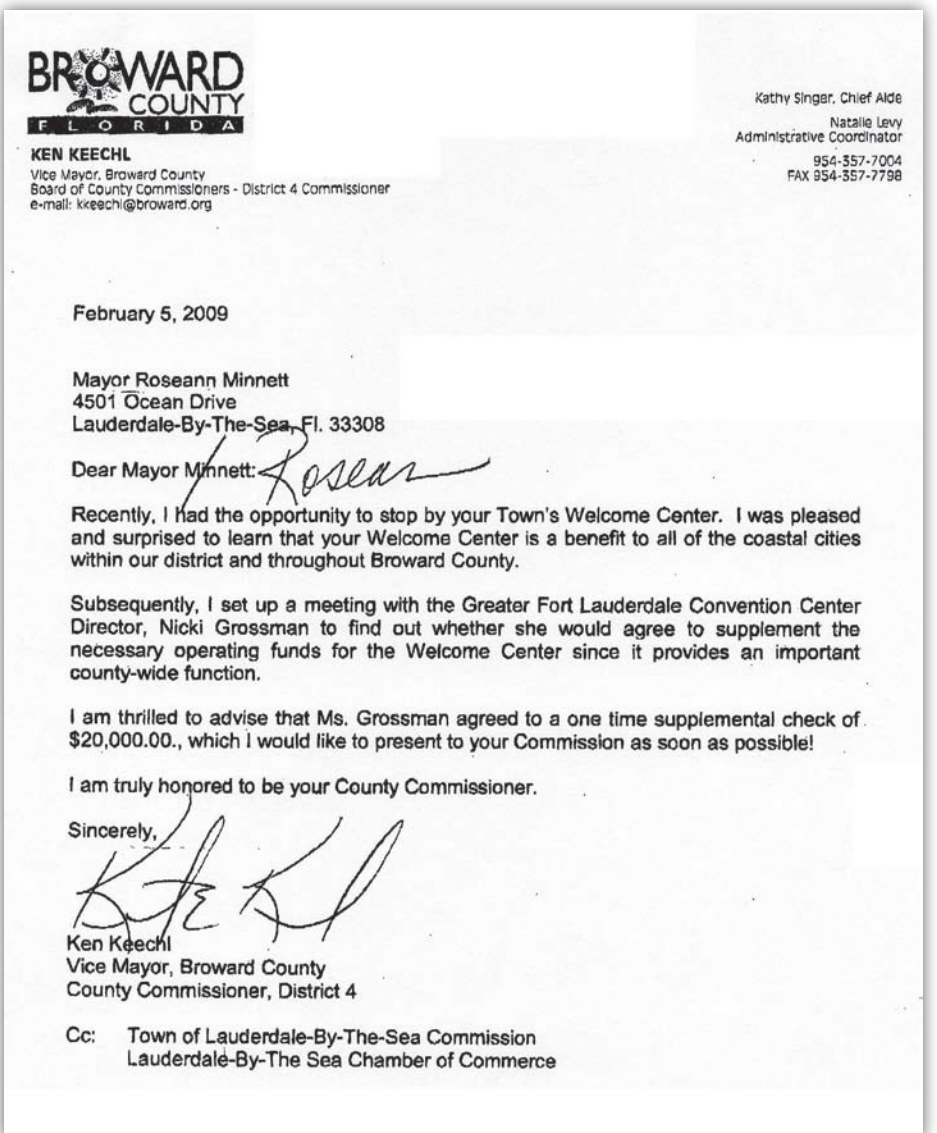 BROWARD
COUNTY
FLORIDA
KEN KEECHL
Vice Mayor, Broward County
Board of County Commissioners - District 4 Commissioner
e-mail: kkeechl@broward.org
Kathy Singer, Chief Aide
Natalie Levy
Administrative Coordinator
954-357-7004
FAX 954-357-7798
February 5, 2009
Mayor Roseann Minnett
4501 Ocean Drive
Lauderdale-By-The-Sea, Fl. 33308
Dear Mayor Minnett:
Recently, I had the opportunity to stop by your Town's Welcome Center. I was pleased
and surprised to learn that your Welcome Center is a benefit to all of the coastal cities
within our district and throughout Broward County.
Subsequently, I set up a meeting with the Greater Fort Lauderdale Convention Center
Director, Nicki Grossman to find out whether she would agree to supplement the
necessary operating funds for the Welcome Center since it provides an important
county-wide function.
I am thrilled to advise that Ms. Grossman agreed to a one time supplemental check of
$20,000.00., which i would like to present to your Commission as soon as possible!
I am truly honored to be your County Commissioner.
Sincerely,
Ken Keechl
Vice Mayor, Broward County
County Commissioner, District 4
Cc: Town of Lauderdale-By-The-Sea Commission
Lauderdale-By-The Sea Chamber of Commerce